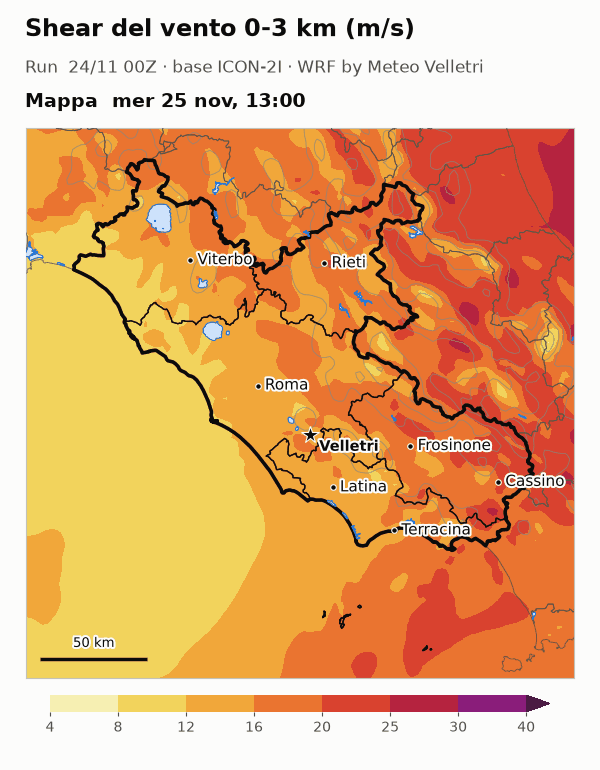 Shear del vento 0-3 km (m/s)
Run  24/11 00Z · base ICON-2I · WRF by Meteo Velletri
Mappa  mer 25 nov, 13:00
Viterbo
Rieti
Roma
Velletri
Frosinone
Latina
Cassino
Terracina
50 km
4 8 12 16 20 25 30 40